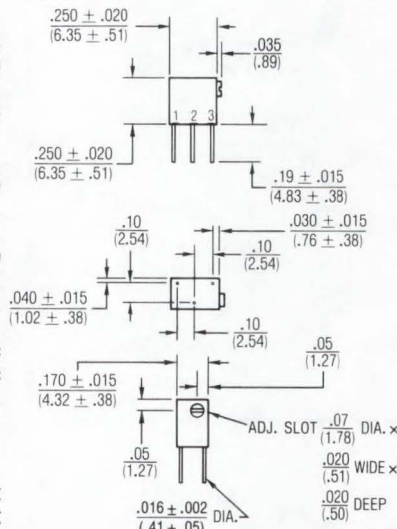 .250 ± .020
(6.35 ± .51)
.035
(.89)
1 2 3
.250 ± .020
(6.35 ± .51)
.19 ± .015
(4.83 ± .38)
.10
(2.54)
.030 ± .015
(.76 ± .38)
.10
(2.54)
.040 ± .015
(1.02 ± .38)
.10
(2.54)
.05
(1.27)
.170 ± .015
(4.32 ± .38)
ADJ. SLOT .07 DIA. ×
(1.78)
.05
(1.27)
.020 WIDE ×
(.51)
.020 DEEP
(.50)
.016 ± .002 DIA.
(.41 ± .05)